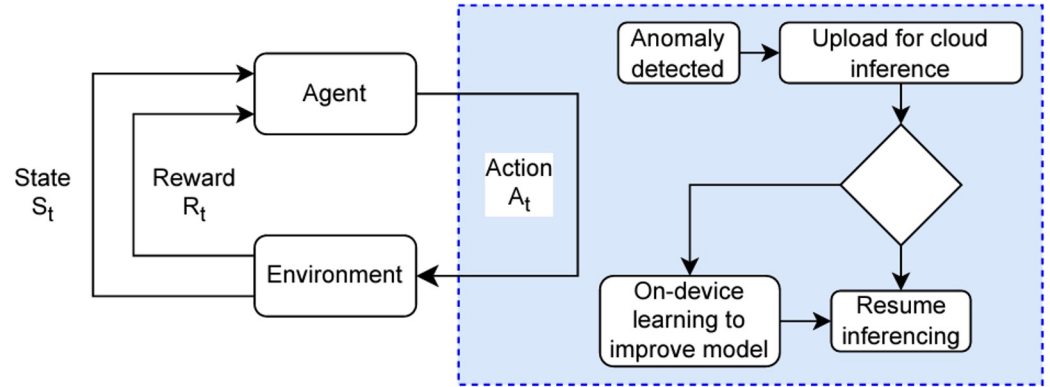 Agent
State
S_t
Reward
R_t
Environment
Action
A_t
Anomaly
detected
Upload for cloud
inference
On-device
learning to
improve model
Resume
inferencing